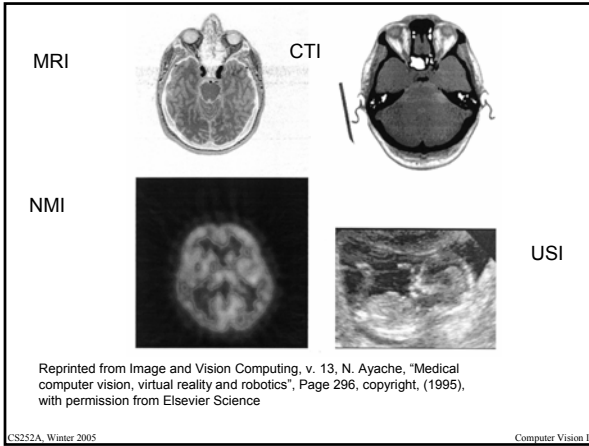 MRI
CTI
NMI
USI
Reprinted from Image and Vision Computing, v. 13, N. Ayache, “Medical
computer vision, virtual reality and robotics”, Page 296, copyright, (1995),
with permission from Elsevier Science
CS252A, Winter 2005
Computer Vision I